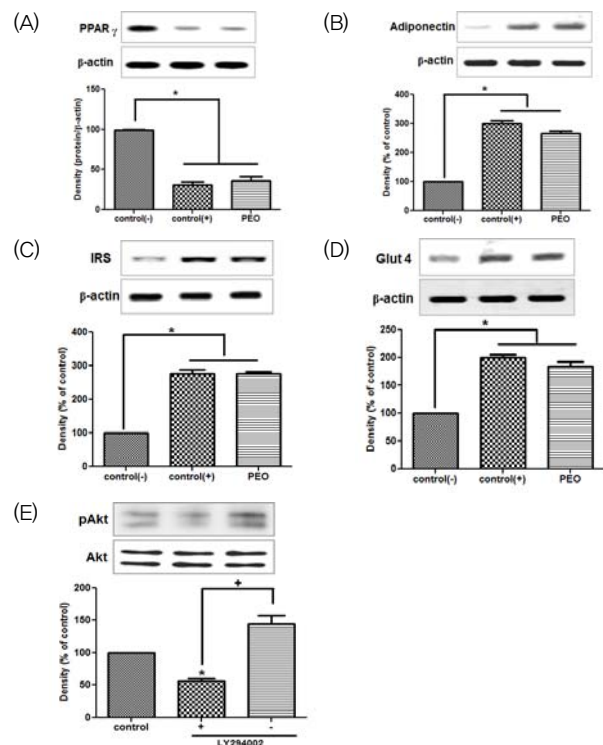 (A)
PPARγ
β-actin
Density (protein/β-actin)
150
100
50
0
*
control(-) control(+) PEO
(B)
Adiponectin
β-actin
Density (% of control)
400
300
200
100
0
*
control(-) control(+) PEO
(C)
IRS
β-actin
Density (% of control)
400
300
200
100
0
*
control(-) control(+) PEO
(D)
Glut 4
β-actin
Density (% of control)
250
200
150
100
50
0
*
control(-) control(+) PEO
(E)
pAkt
Akt
Density (% of control)
200
150
100
50
0
+
*
control + -
LY294002